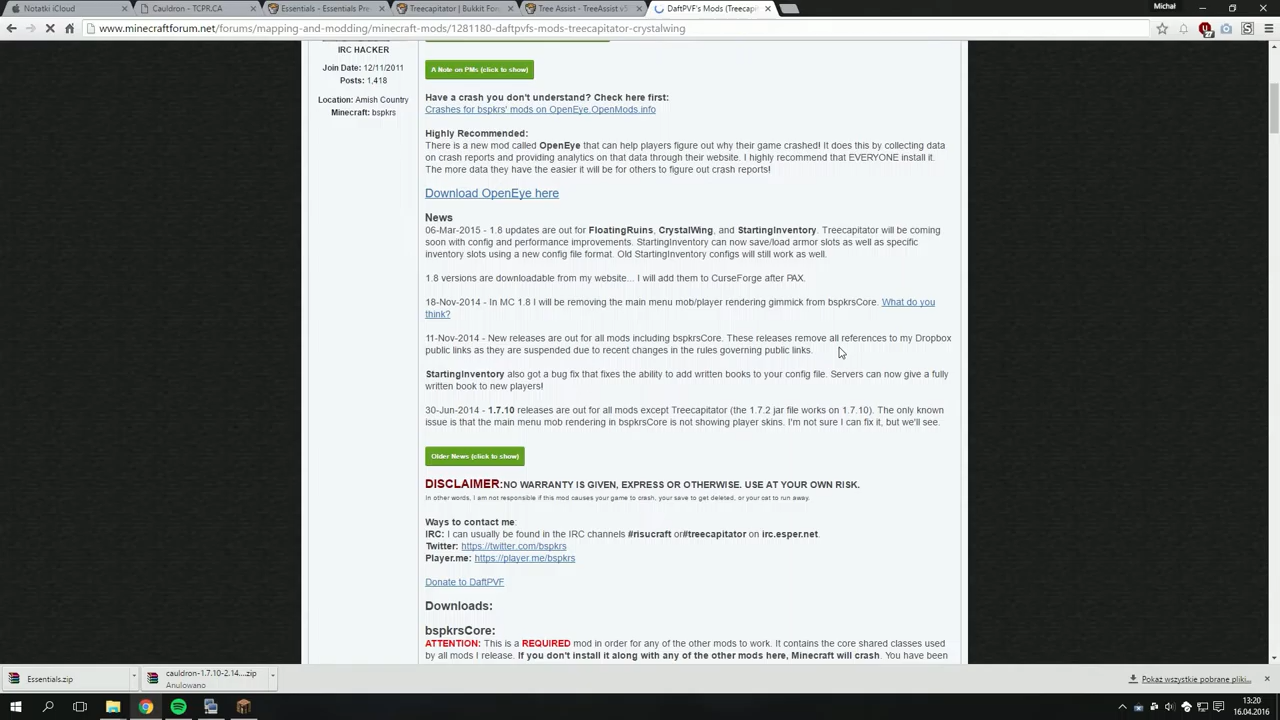 Notatki iCloud
Cauldron - TCPR.CA
Essentials - Essentials Pre
Treecapitator | Bukkit For
Tree Assist - TreeAssist v5
DaftPVF's Mods (Treecapi
Michał
www.minecraftforum.net/forums/mapping-and-modding/minecraft-mods/1281180-daftpvfs-mods-treecapitator-crystalwing
27
IRC HACKER
Join Date: 12/11/2011
Posts: 1,418
Location: Amish Country
Minecraft: bspkrs
A Note on PMs (click to show)
Have a crash you don't understand? Check here first:
Crashes for bspkrs' mods on OpenEye.OpenMods.info
Highly Recommended:
There is a new mod called OpenEye that can help players figure out why their game crashed! It does this by collecting data
on crash reports and providing analytics on that data through their website. I highly recommend that EVERYONE install it.
The more data they have the easier it will be for others to figure out crash reports!
Download OpenEye here
News
06-Mar-2015 - 1.8 updates are out for FloatingRuins, CrystalWing, and StartingInventory. Treecapitator will be coming
soon with config and performance improvements. StartingInventory can now save/load armor slots as well as specific
inventory slots using a new config file format. Old StartingInventory configs will still work as well.
1.8 versions are downloadable from my website... I will add them to CurseForge after PAX.
18-Nov-2014 - In MC 1.8 I will be removing the main menu mob/player rendering gimmick from bspkrsCore. What do you
think?
11-Nov-2014 - New releases are out for all mods including bspkrsCore. These releases remove all references to my Dropbox
public links as they are suspended due to recent changes in the rules governing public links.
StartingInventory also got a bug fix that fixes the ability to add written books to your config file. Servers can now give a fully
written book to new players!
30-Jun-2014 - 1.7.10 releases are out for all mods except Treecapitator (the 1.7.2 jar file works on 1.7.10). The only known
issue is that the main menu mob rendering in bspkrsCore is not showing player skins. I'm not sure I can fix it, but we'll see.
Older News (click to show)
DISCLAIMER:NO WARRANTY IS GIVEN, EXPRESS OR OTHERWISE. USE AT YOUR OWN RISK.
In other words, I am not responsible if this mod causes your game to crash, your save to get deleted, or your cat to run away.
Ways to contact me:
IRC: I can usually be found in the IRC channels #risucraft or#treecapitator on irc.esper.net.
Twitter: https://twitter.com/bspkrs
Player.me: https://player.me/bspkrs
Donate to DaftPVF
Downloads:
bspkrsCore:
ATTENTION: This is a REQUIRED mod in order for any of the other mods to work. It contains the core shared classes used
by all mods I release. If you don't install it along with any of the other mods here, Minecraft will crash. You have been
Essentials.zip
cauldron-1.7.10-2.14....zip
Anulowano
Pokaż wszystkie pobrane pliki...
13:20
16.04.2016